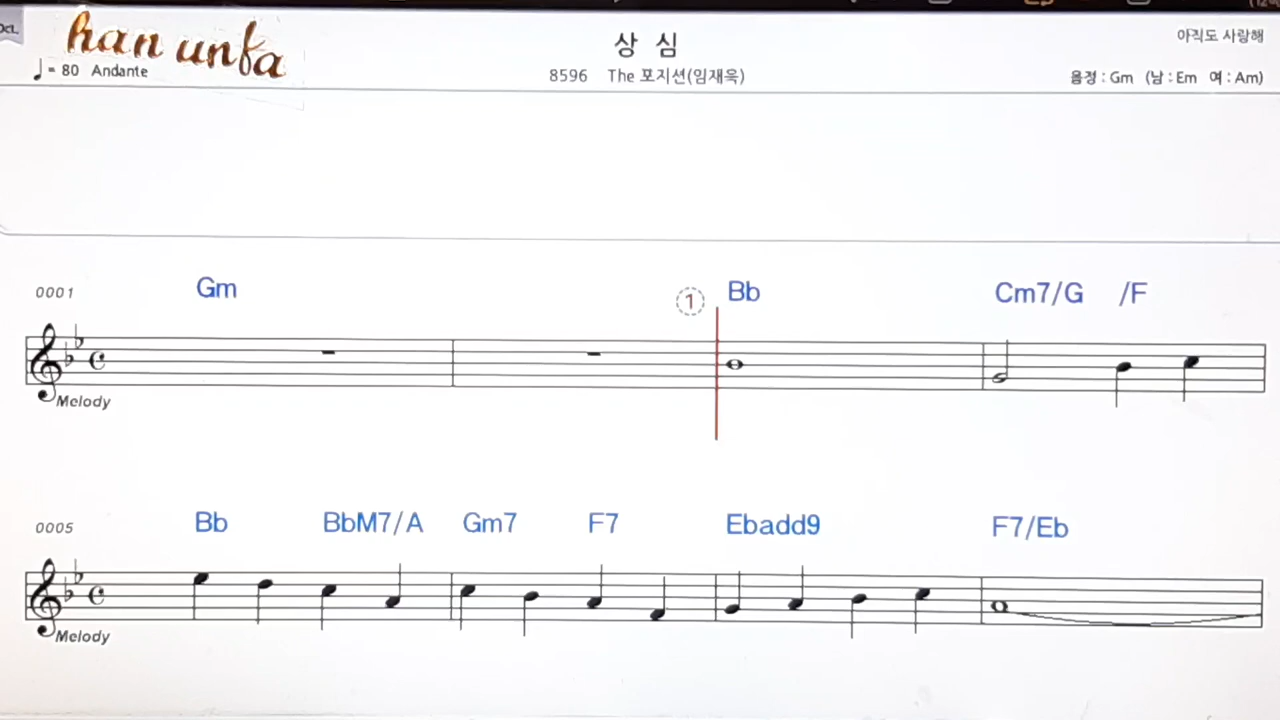 han unfa
상 심
아직도 사랑해
♩= 80 Andante
8596 The 포지션(임재욱)
음정 : Gm (남 : Em 여 : Am)
0001 Gm ① Bb Cm7/G /F
Melody
0005 Bb BbM7/A Gm7 F7 Ebadd9 F7/Eb
Melody